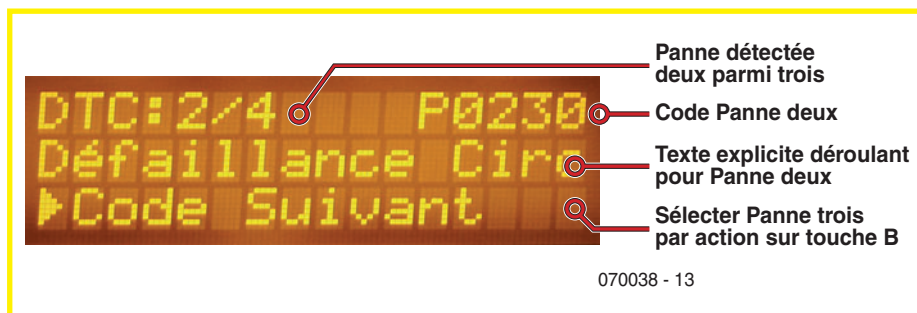 Panne détectée
deux parmi trois
DTC:2/4 P0230
Code Panne deux
Défaillance Circ
Texte explicite déroulant
pour Panne deux
▶Code Suivant
Sélecter Panne trois
par action sur touche B
070038 - 13